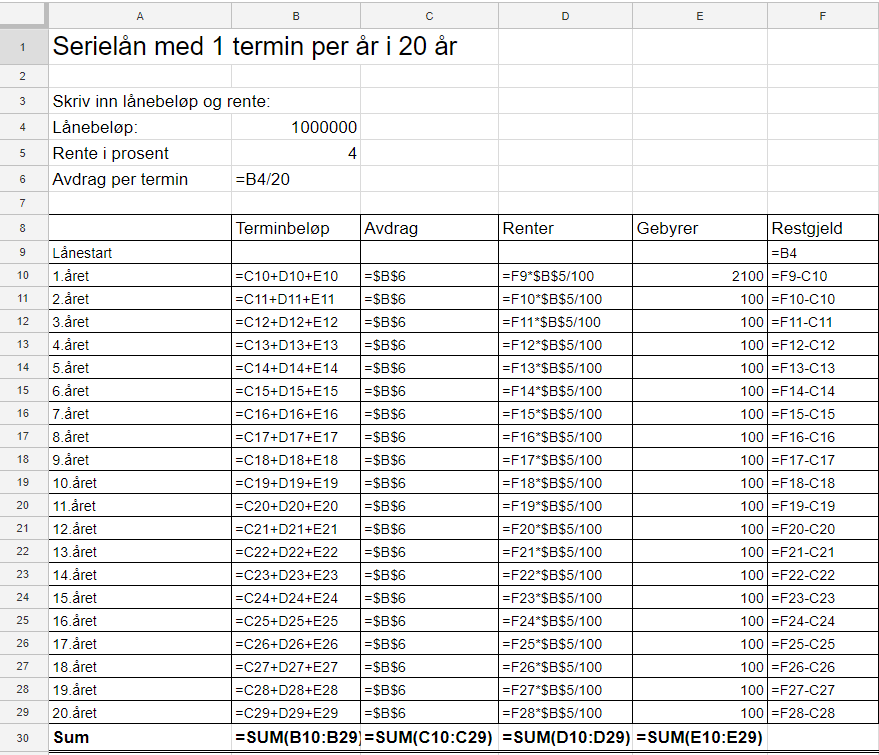 A B C D E F
1 Serielån med 1 termin per år i 20 år
2
3 Skriv inn lånebeløp og rente:
4 Lånebeløp: 1000000
5 Rente i prosent 4
6 Avdrag per termin =B4/20
7
8 Terminbeløp Avdrag Renter Gebyrer Restgjeld
9 Lånestart =B4
10 1.året =C10+D10+E10 =$B$6 =F9*$B$5/100 2100 =F9-C10
11 2.året =C11+D11+E11 =$B$6 =F10*$B$5/100 100 =F10-C10
12 3.året =C12+D12+E12 =$B$6 =F11*$B$5/100 100 =F11-C11
13 4.året =C13+D13+E13 =$B$6 =F12*$B$5/100 100 =F12-C12
14 5.året =C14+D14+E14 =$B$6 =F13*$B$5/100 100 =F13-C13
15 6.året =C15+D15+E15 =$B$6 =F14*$B$5/100 100 =F14-C14
16 7.året =C16+D16+E16 =$B$6 =F15*$B$5/100 100 =F15-C15
17 8.året =C17+D17+E17 =$B$6 =F16*$B$5/100 100 =F16-C16
18 9.året =C18+D18+E18 =$B$6 =F17*$B$5/100 100 =F17-C17
19 10.året =C19+D19+E19 =$B$6 =F18*$B$5/100 100 =F18-C18
20 11.året =C20+D20+E20 =$B$6 =F19*$B$5/100 100 =F19-C19
21 12.året =C21+D21+E21 =$B$6 =F20*$B$5/100 100 =F20-C20
22 13.året =C22+D22+E22 =$B$6 =F21*$B$5/100 100 =F21-C21
23 14.året =C23+D23+E23 =$B$6 =F22*$B$5/100 100 =F22-C22
24 15.året =C24+D24+E24 =$B$6 =F23*$B$5/100 100 =F23-C23
25 16.året =C25+D25+E25 =$B$6 =F24*$B$5/100 100 =F24-C24
26 17.året =C26+D26+E26 =$B$6 =F25*$B$5/100 100 =F25-C25
27 18.året =C27+D27+E27 =$B$6 =F26*$B$5/100 100 =F26-C26
28 19.året =C28+D28+E28 =$B$6 =F27*$B$5/100 100 =F27-C27
29 20.året =C29+D29+E29 =$B$6 =F28*$B$5/100 100 =F28-C28
30 Sum =SUM(B10:B29) =SUM(C10:C29) =SUM(D10:D29) =SUM(E10:E29)